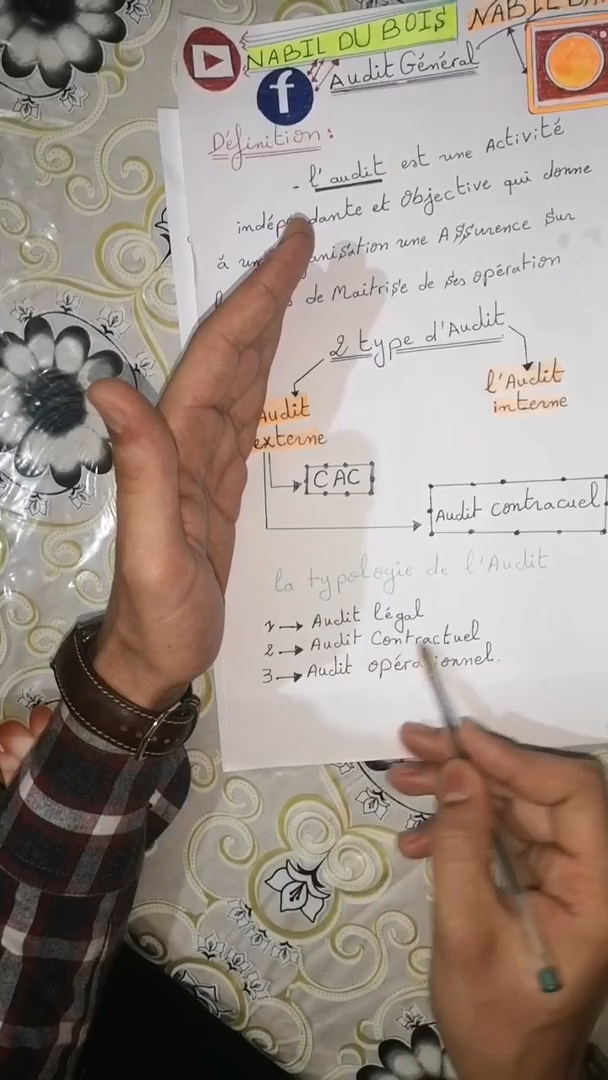 NABIL DU BOIS
NABIL
Audit Général
Définition :
- l'audit est une Activité
indépendante et Objective qui donne
à une une Assurence sur
de Maitrise de ses opération
2 type d'Audit
Audit
externe
l'Audit
interne
CAC
Audit contracuel
la typologie de l'Audit
1 → Audit légal
2 → Audit Contractuel
3 → Audit opérationnel.